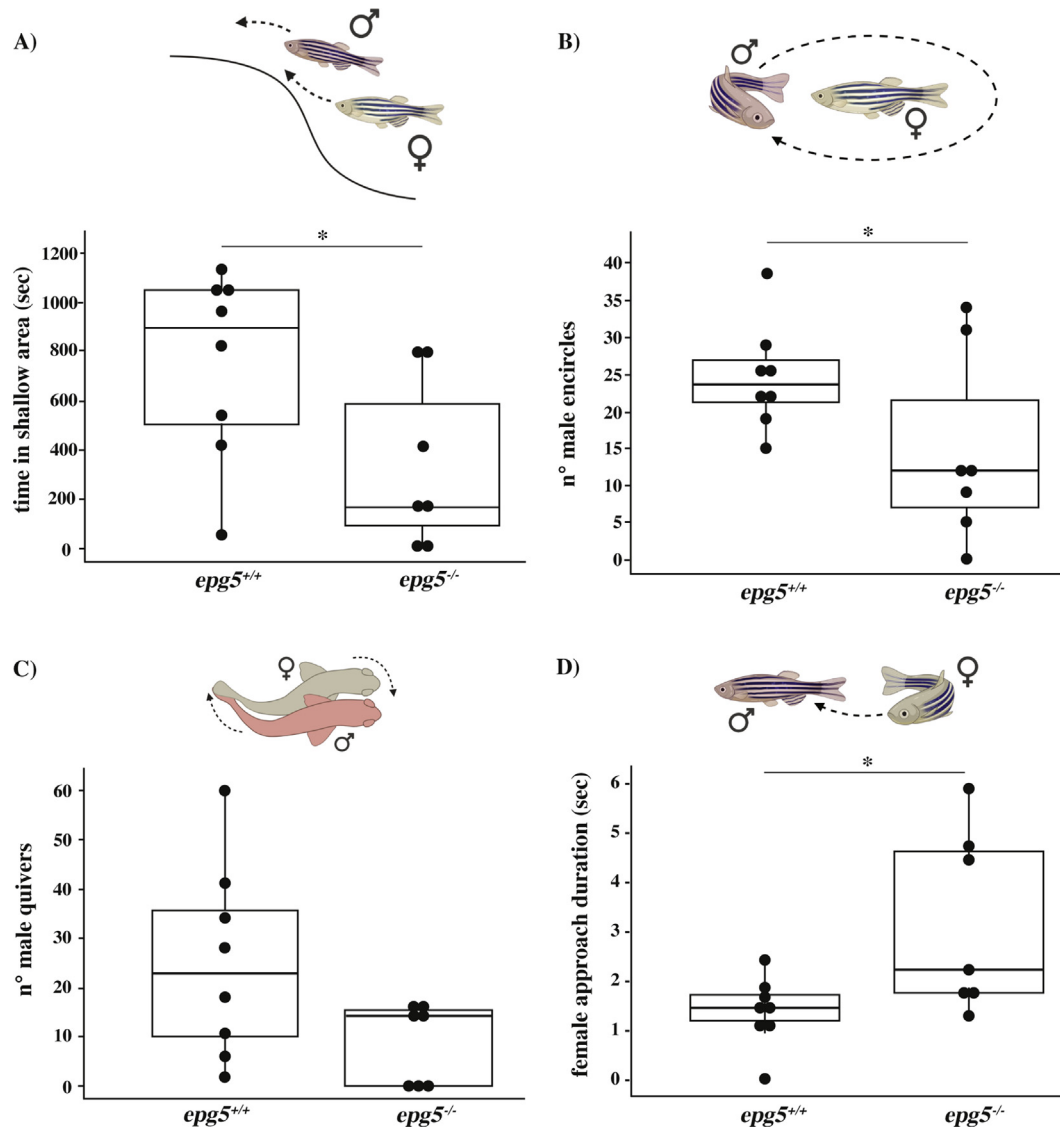 A)
♂
♀
time in shallow area (sec)
1200
1000
800
600
400
200
0
*
epg5+/+
epg5-/-
B)
♂
♀
n° male encircles
40
35
30
25
20
15
10
5
0
*
epg5+/+
epg5-/-
C)
♀
♂
n° male quivers
60
50
40
30
20
10
0
epg5+/+
epg5-/-
D)
♂
♀
female approach duration (sec)
6
5
4
3
2
1
0
*
epg5+/+
epg5-/-